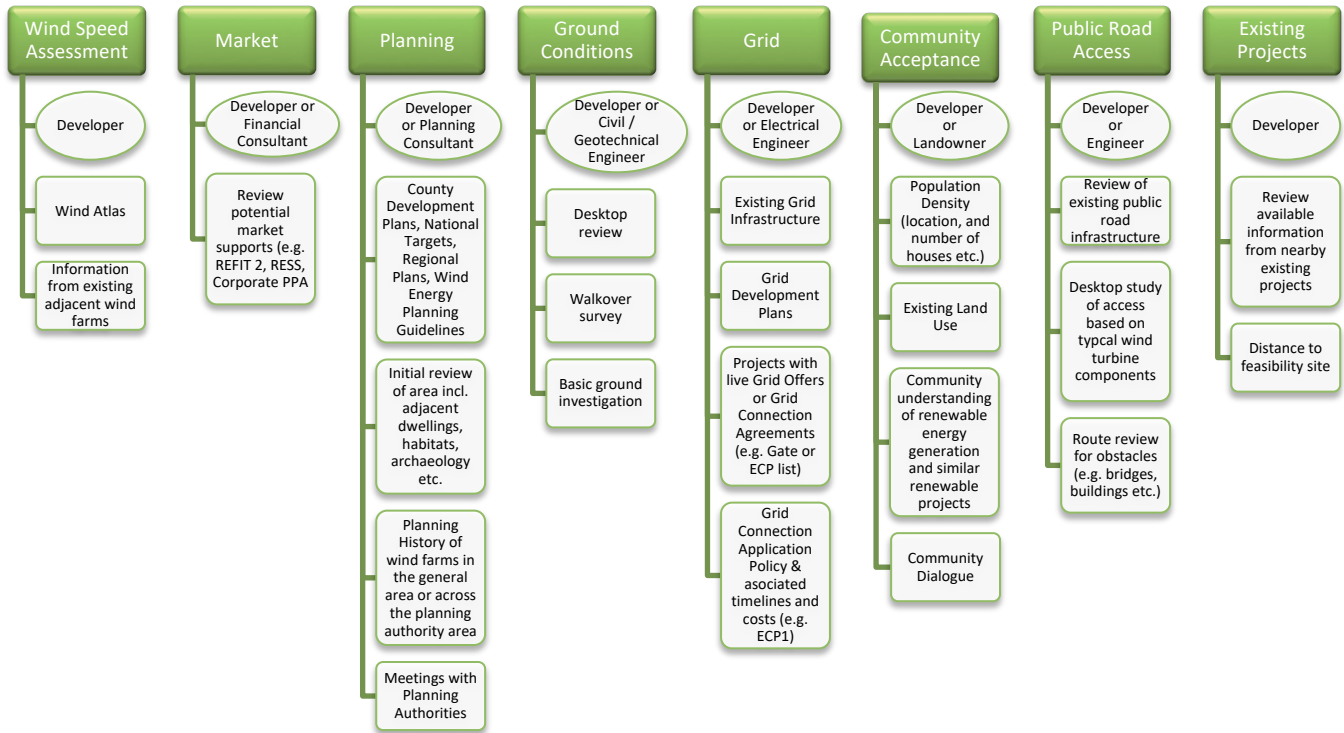 Wind Speed
Assessment
Developer
Wind Atlas
Information
from existing
adjacent wind
farms
Market
Developer or
Financial
Consultant
Review
potential
market
supports (e.g.
REFIT 2, RESS,
Corporate PPA
Planning
Developer
or Planning
Consultant
County
Development
Plans, National
Targets,
Regional
Plans, Wind
Energy
Planning
Guidelines
Initial review
of area incl.
adjacent
dwellings,
habitats,
archaeology
etc.
Planning
History of
wind farms in
the general
area or across
the planning
authority area
Meetings with
Planning
Authorities
Ground
Conditions
Developer or
Civil /
Geotechnical
Engineer
Desktop
review
Walkover
survey
Basic ground
investigation
Grid
Developer
or Electrical
Engineer
Existing Grid
Infrastructure
Grid
Development
Plans
Projects with
live Grid Offers
or Grid
Connection
Agreements
(e.g. Gate or
ECP list)
Grid
Connection
Application
Policy &
asociated
timelines and
costs (e.g.
ECP1)
Community
Acceptance
Developer
or
Landowner
Population
Density
(location, and
number of
houses etc.)
Existing Land
Use
Community
understanding
of renewable
energy
generation
and similar
renewable
projects
Community
Dialogue
Public Road
Access
Developer
or
Engineer
Review of
existing public
road
infrastructure
Desktop study
of access
based on
typcal wind
turbine
components
Route review
for obstacles
(e.g. bridges,
buildings etc.)
Existing
Projects
Developer
Review
available
information
from nearby
existing
projects
Distance to
feasibility site